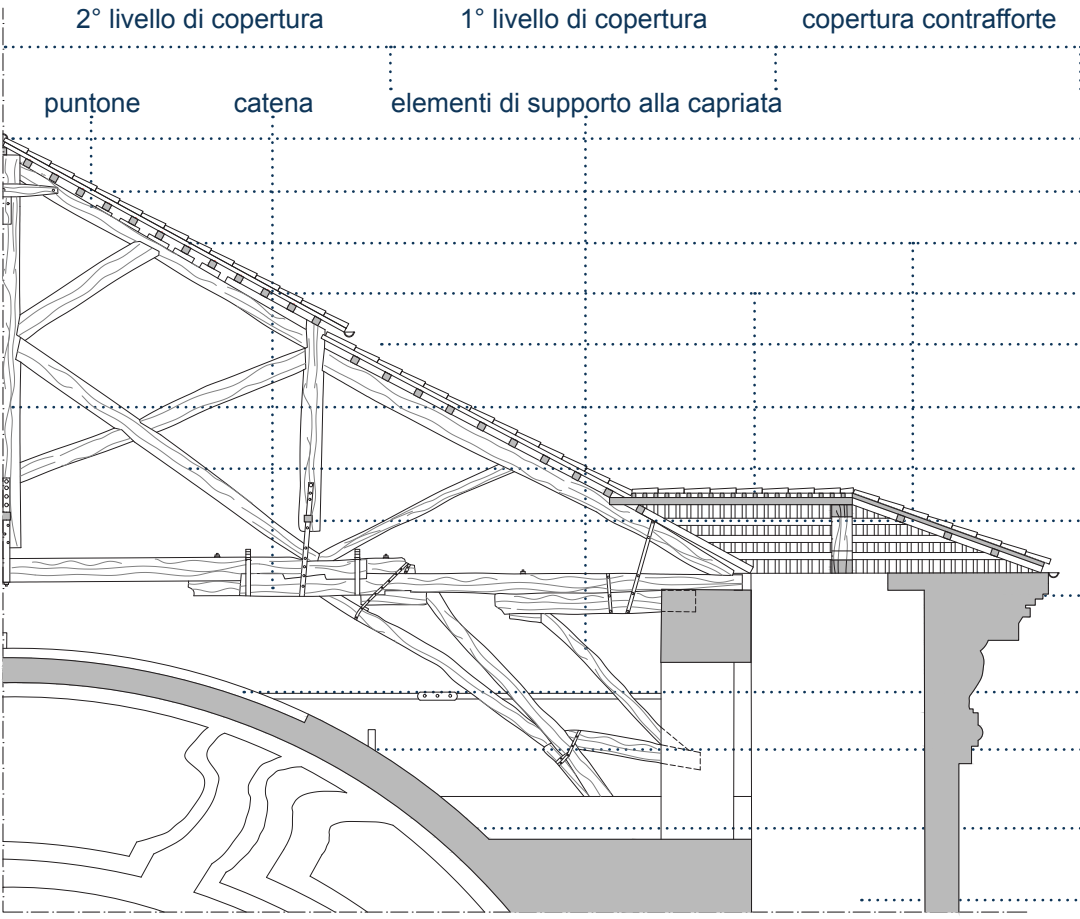 2° livello di copertura 1° livello di copertura copertura contrafforte
puntone catena elementi di supporto alla capriata